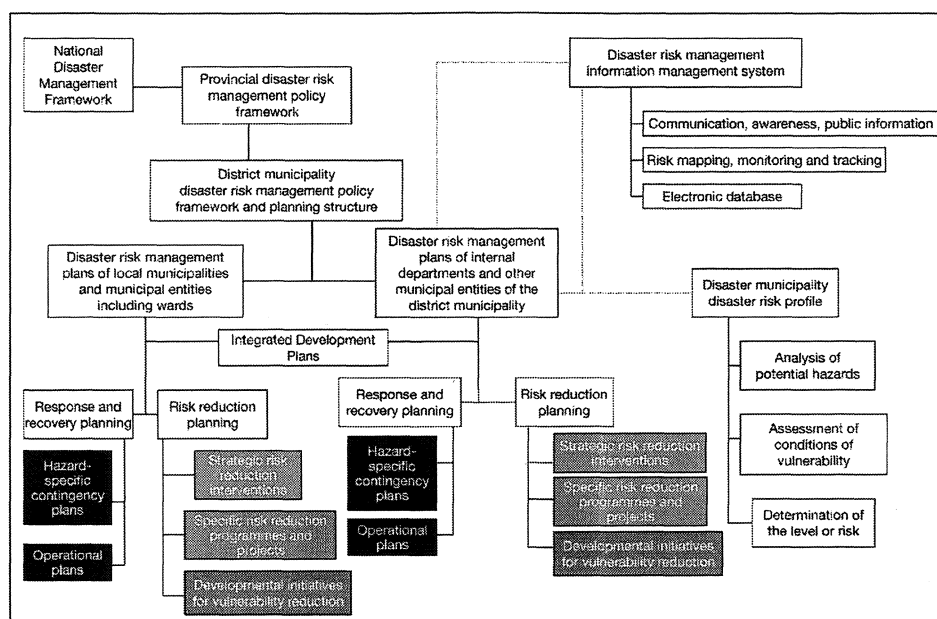 National
Disaster
Management
Framework
Provincial disaster risk
management policy
framework
District municipality
disaster risk management policy
framework and planning structure
Disaster risk management
information management system
Communication, awareness, public information
Risk mapping, monitoring and tracking
Electronic database
Disaster risk management
plans of local municipalities
and municipal entities
including wards
Disaster risk management
plans of internal
departments and other
municipal entities of the
district municipality
Disaster municipality
disaster risk profile
Analysis of
potential hazards
Assessment of
conditions of
vulnerability
Determination of
the level or risk
Integrated Development
Plans
Response and
recovery planning
Hazard-
specific
contingency
plans
Operational
plans
Risk reduction
planning
Strategic risk
reduction
interventions
Specific risk reduction
programmes and
projects
Developmental initiatives
for vulnerability reduction
Response and
recovery planning
Hazard-
specific
contingency
plans
Operational
plans
Risk reduction
planning
Strategic risk reduction
interventions
Specific risk reduction
programmes and
projects
Developmental initiatives
for vulnerability reduction